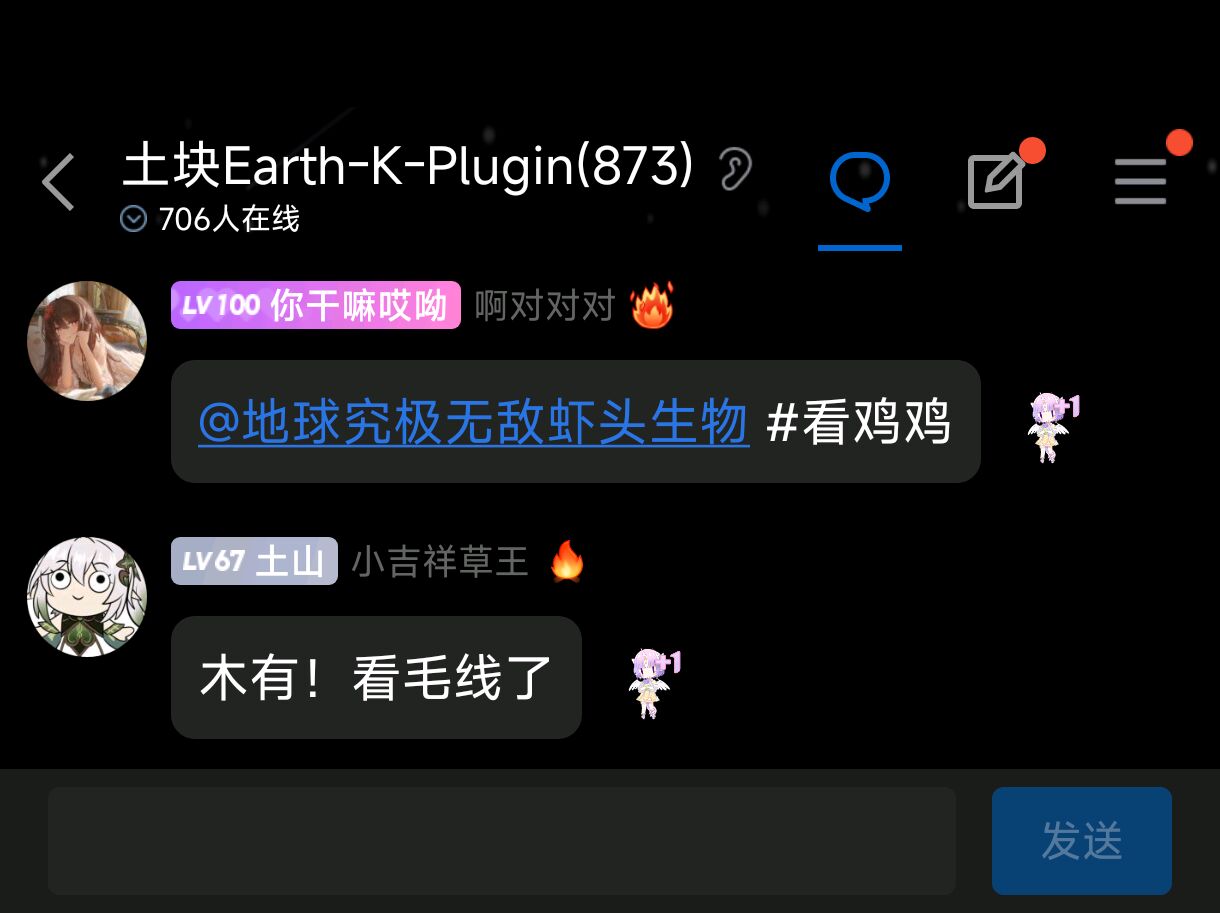 土块Earth-K-Plugin(873)
706人在线
LV100 你干嘛哎呦 啊对对对
@地球究极无敌虾头生物 #看鸡鸡
+1
LV67 土山 小吉祥草王
木有！看毛线了
+1
发送